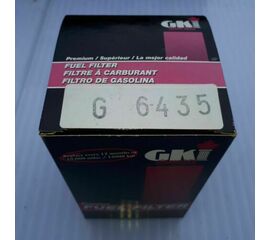 GKI
Premium / Supérieur / La mejor calidad
FUEL FILTER
FILTRE À CARBURANT
FILTRO DE GASOLINA
G 6435
GKI
FUEL FILTER